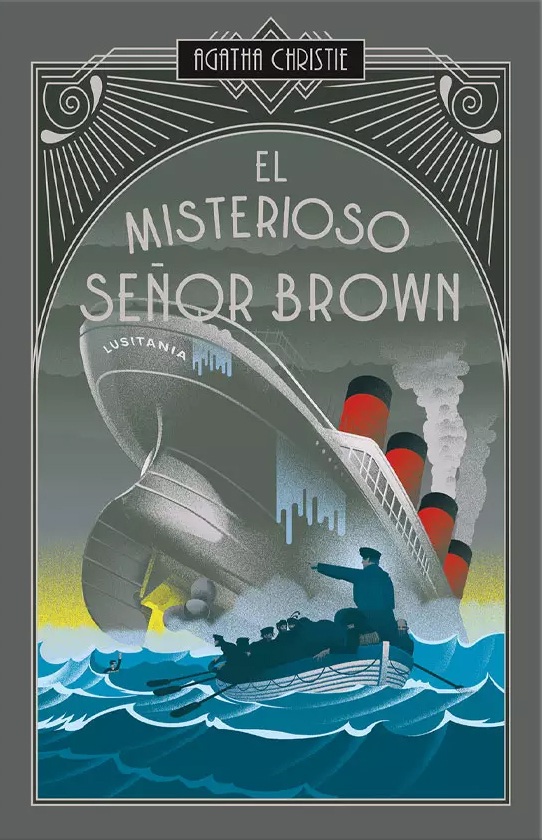 AGATHA CHRISTIE
EL
MISTERIOSO
SEÑOR BROWN
LUSITANIA